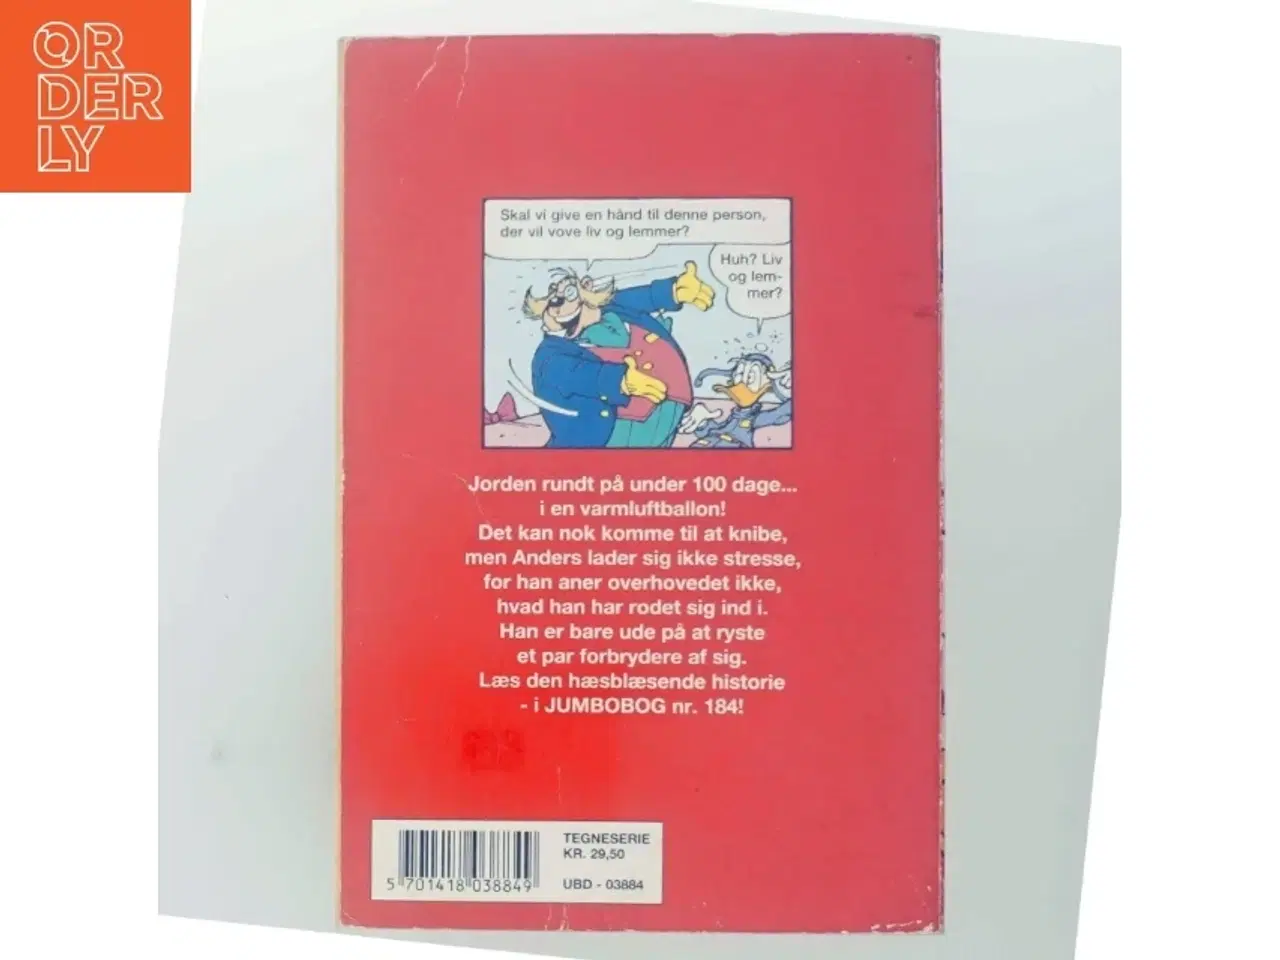 OR
DER
LY
Skal vi give en hånd til denne person,
der vil vove liv og lemmer?
Huh? Liv
og lem-
mer?
Jorden rundt på under 100 dage...
i en varmluftballon!
Det kan nok komme til at knibe,
men Anders lader sig ikke stresse,
for han aner overhovedet ikke,
hvad han har rodet sig ind i.
Han er bare ude på at ryste
et par forbrydere af sig.
Læs den hæsblæsende historie
- i JUMBOBOG nr. 184!
TEGNESERIE
KR. 29,50
UBD - 03884
5 701418 038849